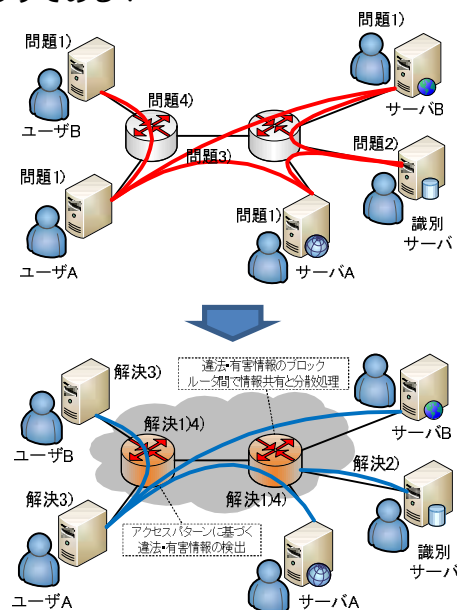 問題1)
問題1)
ユーザB
問題4)
サーバB
問題2)
問題3)
問題1)
問題1)
識別
サーバ
ユーザA
サーバA
違法・有害情報のブロック
ルータ間で情報共有と分散処理
解決3)
解決1)4)
ユーザB
サーバB
解決2)
解決3)
解決1)4)
アクセスパターンに基づく
違法・有害情報の検出
識別
サーバ
ユーザA
サーバA